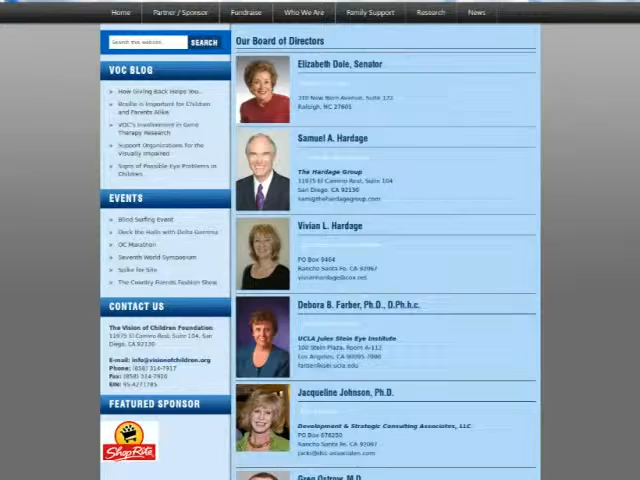 Home Partner / Sponsor Fundraise Who We Are Family Support Research News
Search this website
SEARCH
VOC BLOG
How Giving Back Helps You...
Braille is Important for Children
and Parents Alike
VOC's Involvement in Gene
Therapy Research
Support Organizations for the
Visually Impaired
Signs of Possible Eye Problems in
Children
EVENTS
Blind Surfing Event
Deck the Halls with Delta Gamma
OC Marathon
Seventh World Symposium
Spike for Site
The Country Friends Fashion Show
CONTACT US
The Vision of Children Foundation
11975 El Camino Real, Suite 104, San
Diego, CA 92130
E-mail: info@visionofchildren.org
Phone: (858) 314-7917
Fax: (858) 314-7916
EIN: 95-4271785
FEATURED SPONSOR
ShopRite
Our Board of Directors
Elizabeth Dole, Senator
310 New Bern Avenue, Suite 122
Raleigh, NC 27601
Samuel A. Hardage
The Hardage Group
11975 El Camino Real, Suite 104
San Diego, CA 92130
sam@thehardagegroup.com
Vivian L. Hardage
PO Box 9464
Rancho Santa Fe, CA 92067
vivianhardage@cox.net
Debora B. Farber, Ph.D., D.Ph.h.c.
UCLA Jules Stein Eye Institute
100 Stein Plaza, Room A-112
Los Angeles, CA 90095-7000
farber@jsei.ucla.edu
Jacqueline Johnson, Ph.D.
Development & Strategic Consulting Associates, LLC
PO Box 676250
Rancho Santa Fe, CA 92067
jacki@dsc-associates.com
Greg Ostrow, M.D.